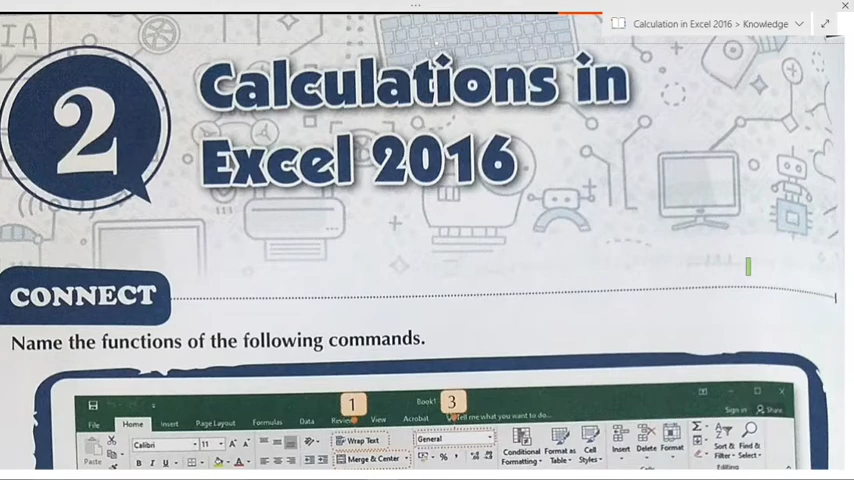 Calculation in Excel 2016 > Knowledge
2
Calculations in
Excel 2016
CONNECT
Name the functions of the following commands.
1
3
Book1
Tell me what you want to do...
Sign in
Share
File
Home
Insert
Page Layout
Formulas
Data
Review
View
Acrobat
Paste
Calibri
11
B I U
Wrap Text
Merge & Center
General
%
Conditional
Formatting
Format as
Table
Cell
Styles
Insert
Delete
Format
Sort &
Filter
Find &
Select
Editing